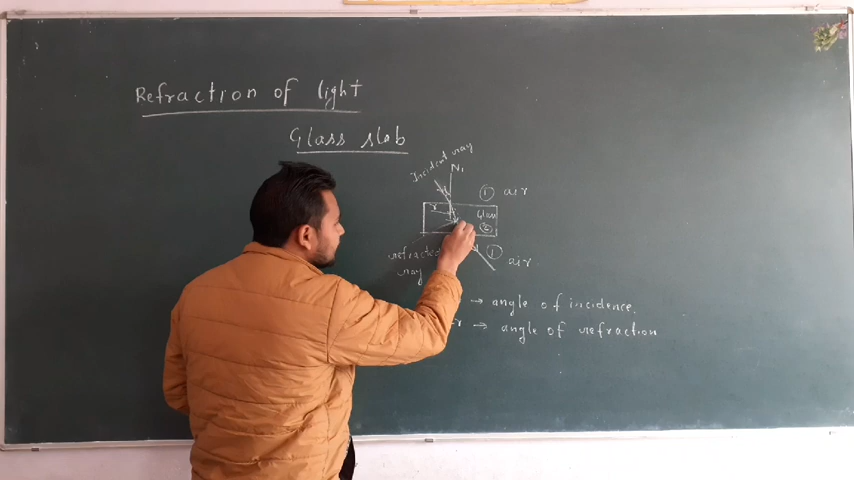 Refraction of light
Glass slab
Incident ray
N₁
① air
i
r
Glass
②
refracted
ray
① air
→ angle of incidence.
r → angle of refraction